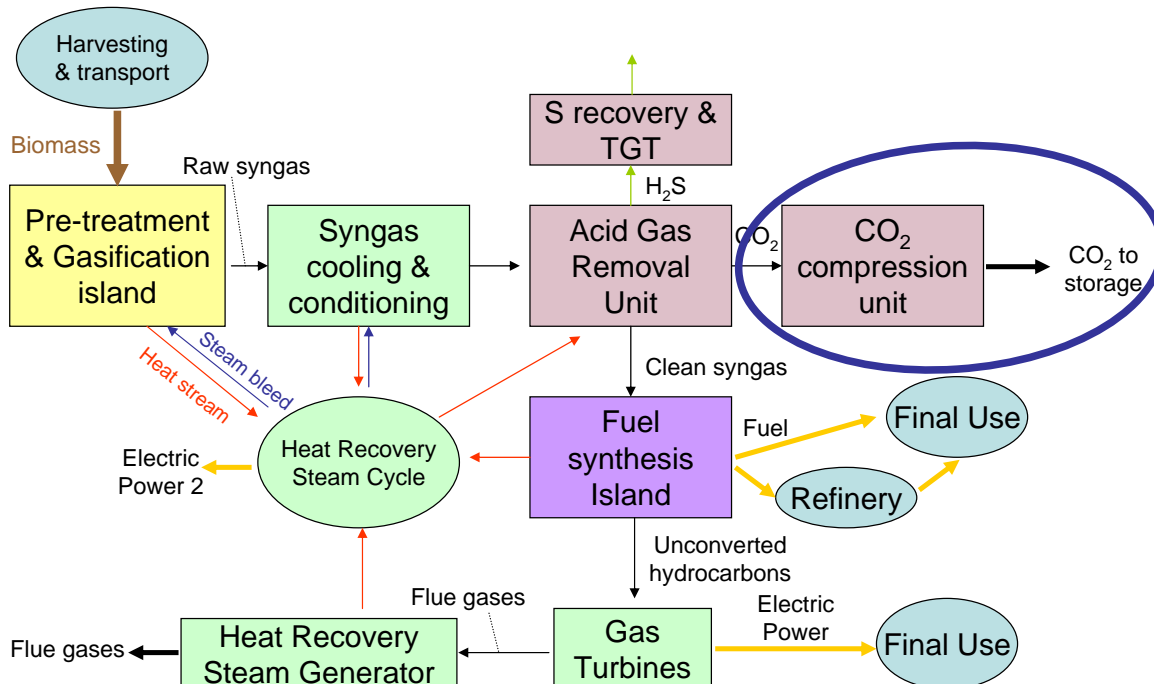 Harvesting
& transport
Biomass
Raw syngas
S recovery &
TGT
H₂S
Pre-treatment
& Gasification
island
Syngas
cooling &
conditioning
Acid Gas
Removal
Unit
CO₂
CO₂
compression
unit
CO₂ to
storage
Steam bleed
Heat stream
Clean syngas
Heat Recovery
Steam Cycle
Electric
Power 2
Fuel
synthesis
Island
Fuel
Final Use
Refinery
Unconverted
hydrocarbons
Flue gases
Heat Recovery
Steam Generator
Flue gases
Gas
Turbines
Electric
Power
Final Use